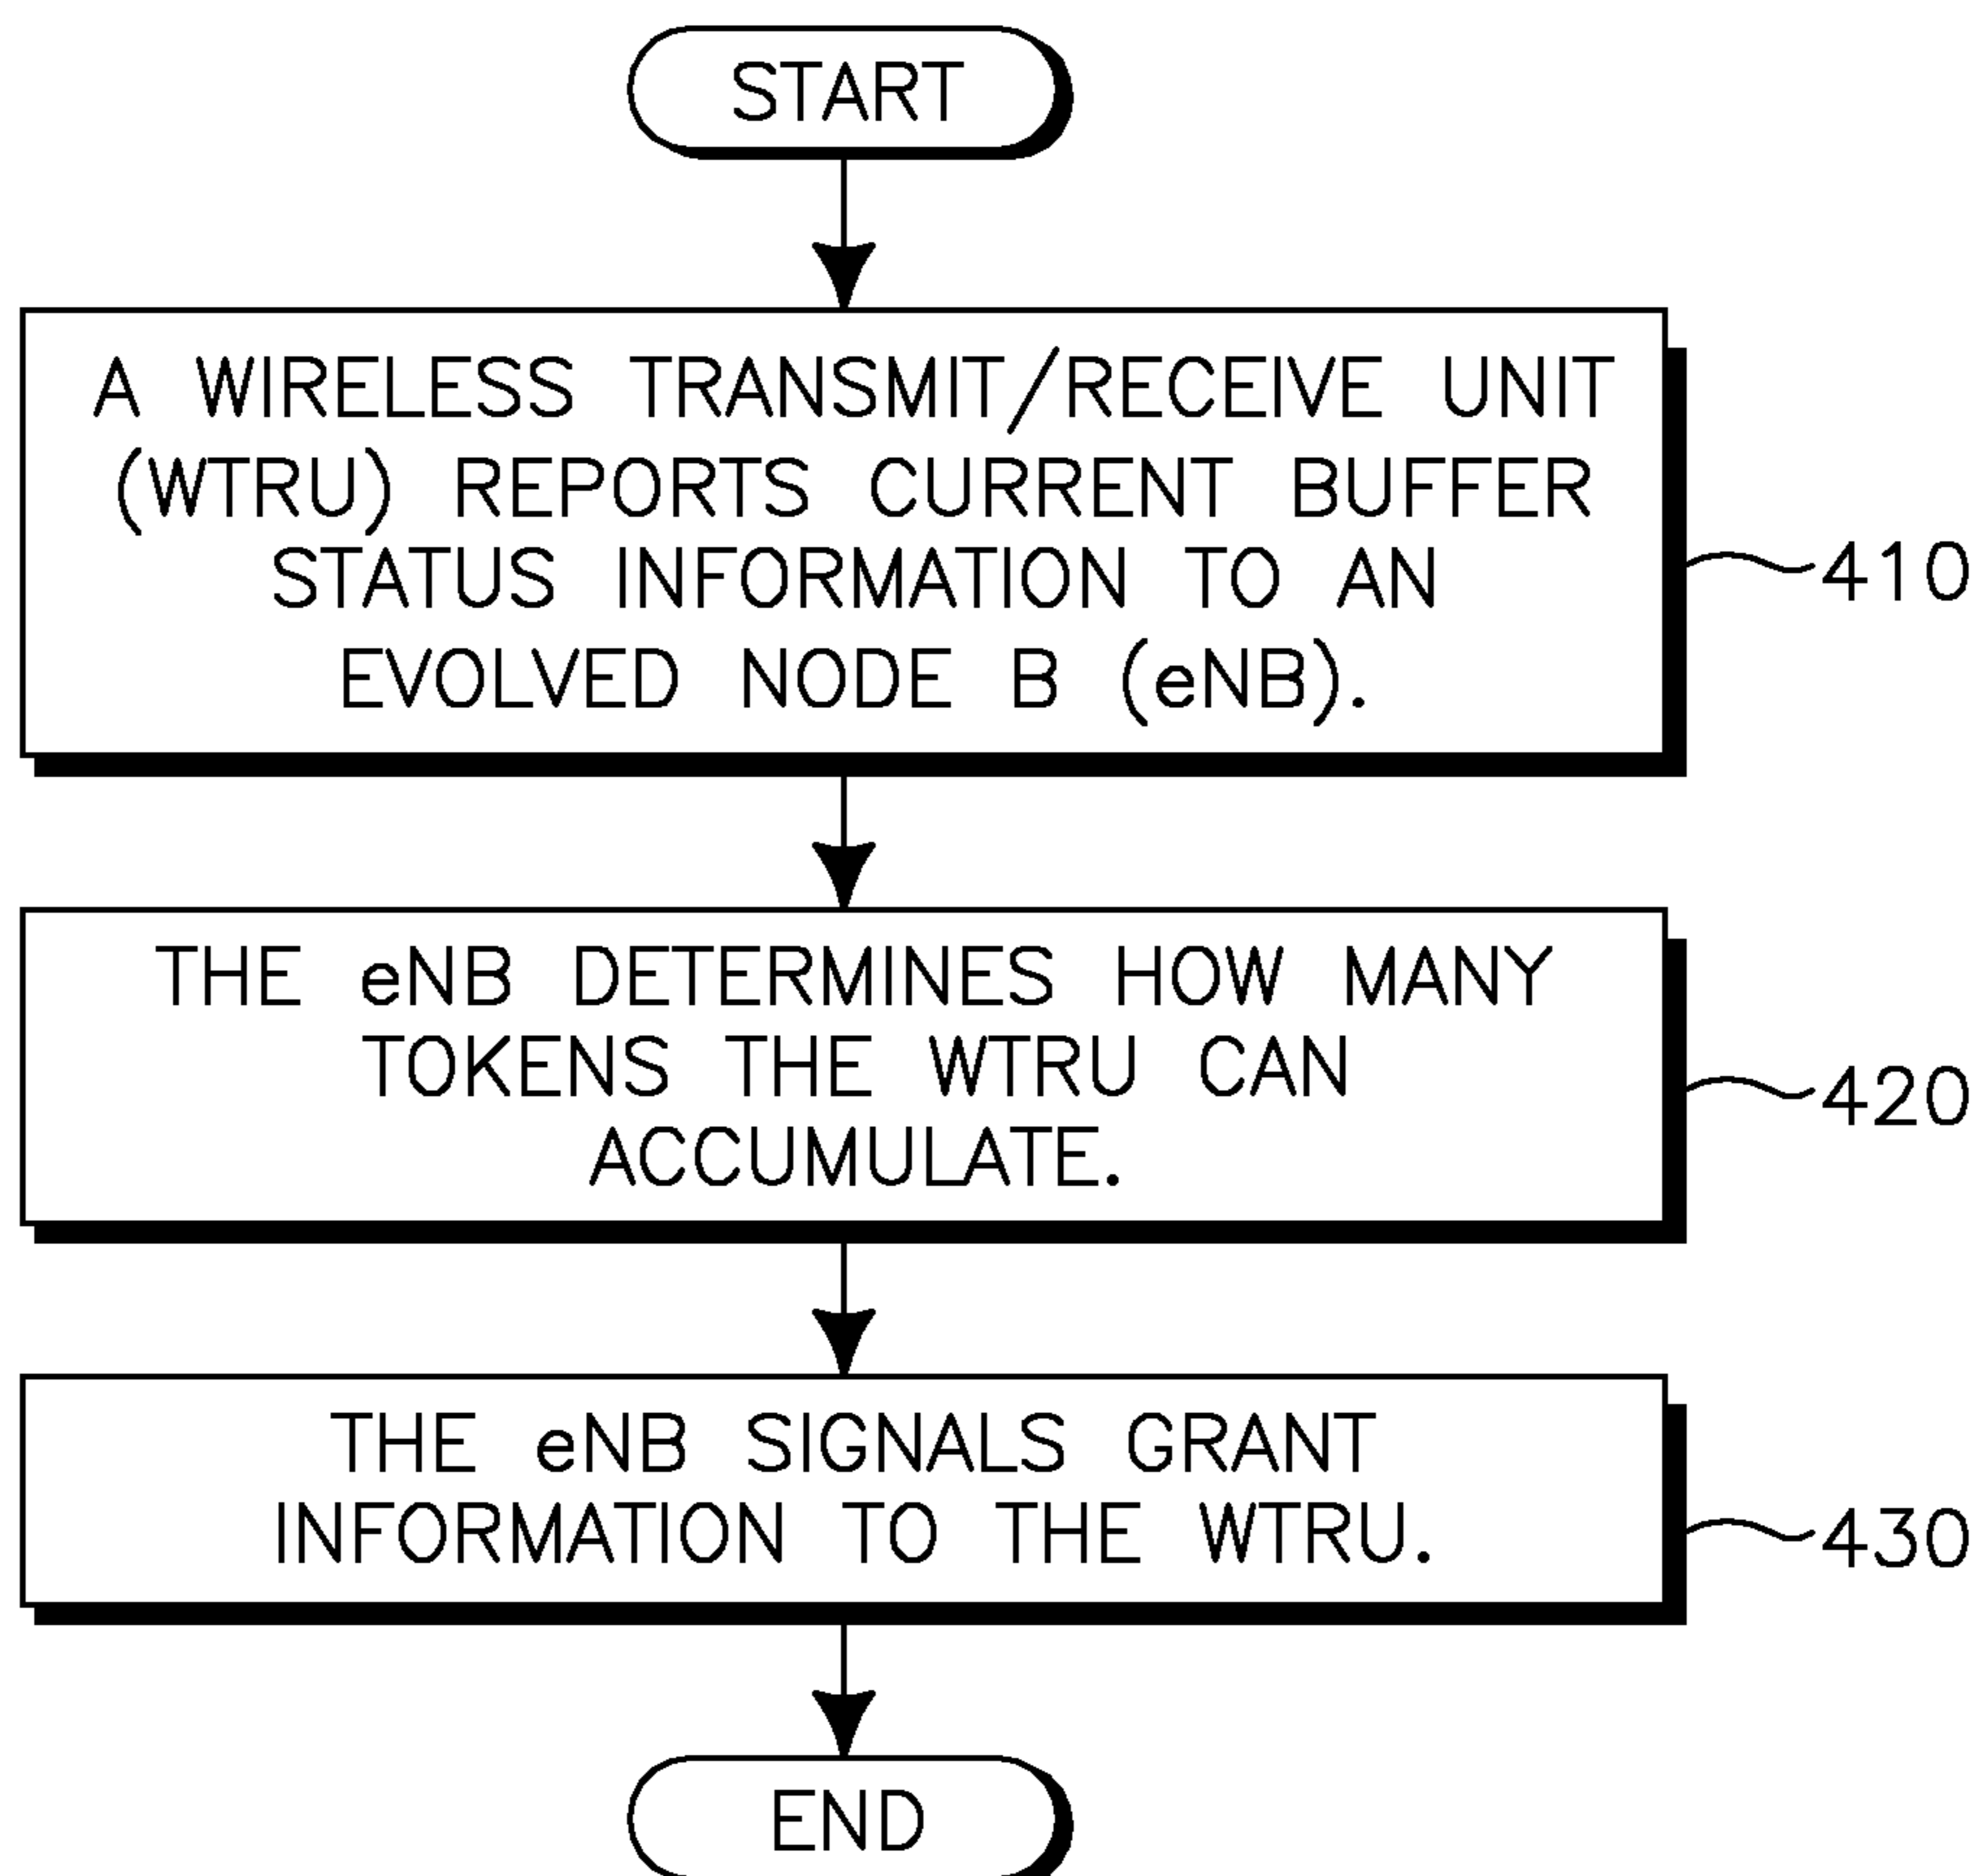 START
A WIRELESS TRANSMIT/RECEIVE UNIT
(WTRU) REPORTS CURRENT BUFFER
STATUS INFORMATION TO AN
EVOLVED NODE B (eNB).
410
THE eNB DETERMINES HOW MANY
TOKENS THE WTRU CAN
ACCUMULATE.
420
THE eNB SIGNALS GRANT
INFORMATION TO THE WTRU.
430
END